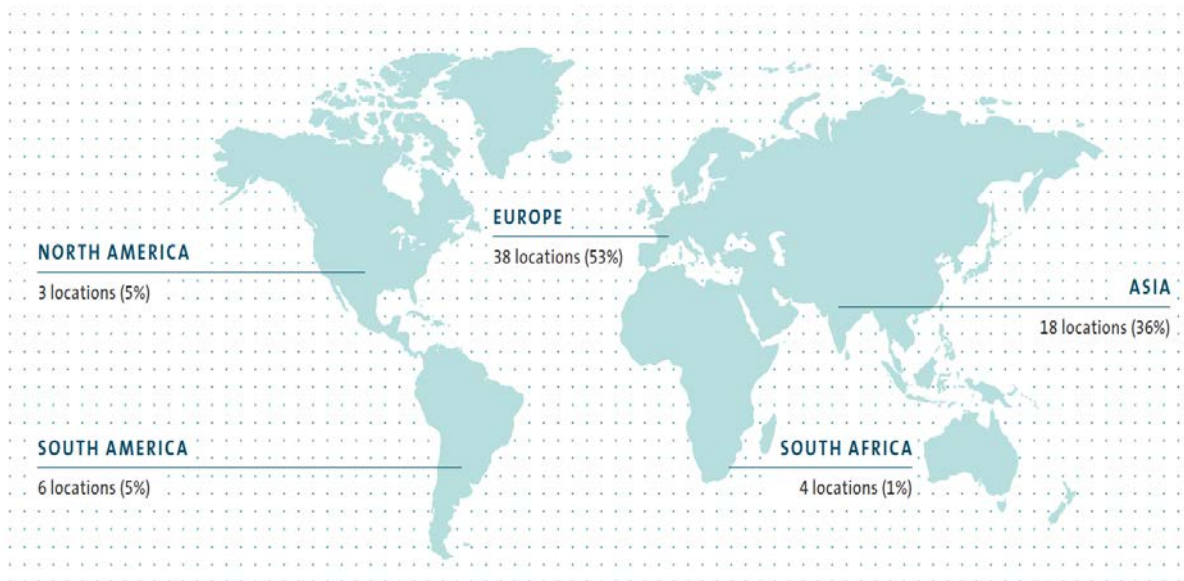 EUROPE
38 locations (53%)
NORTH AMERICA
3 locations (5%)
ASIA
18 locations (36%)
SOUTH AMERICA
6 locations (5%)
SOUTH AFRICA
4 locations (1%)